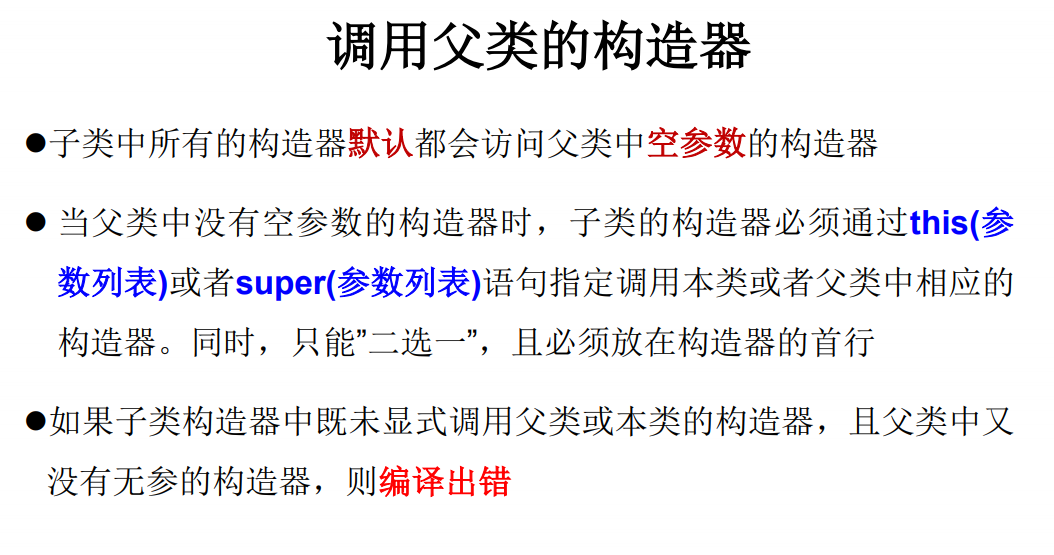 调用父类的构造器
●子类中所有的构造器默认都会访问父类中空参数的构造器
● 当父类中没有空参数的构造器时，子类的构造器必须通过this(参
数列表)或者super(参数列表)语句指定调用本类或者父类中相应的
构造器。同时，只能”二选一”，且必须放在构造器的首行
●如果子类构造器中既未显式调用父类或本类的构造器，且父类中又
没有无参的构造器，则编译出错